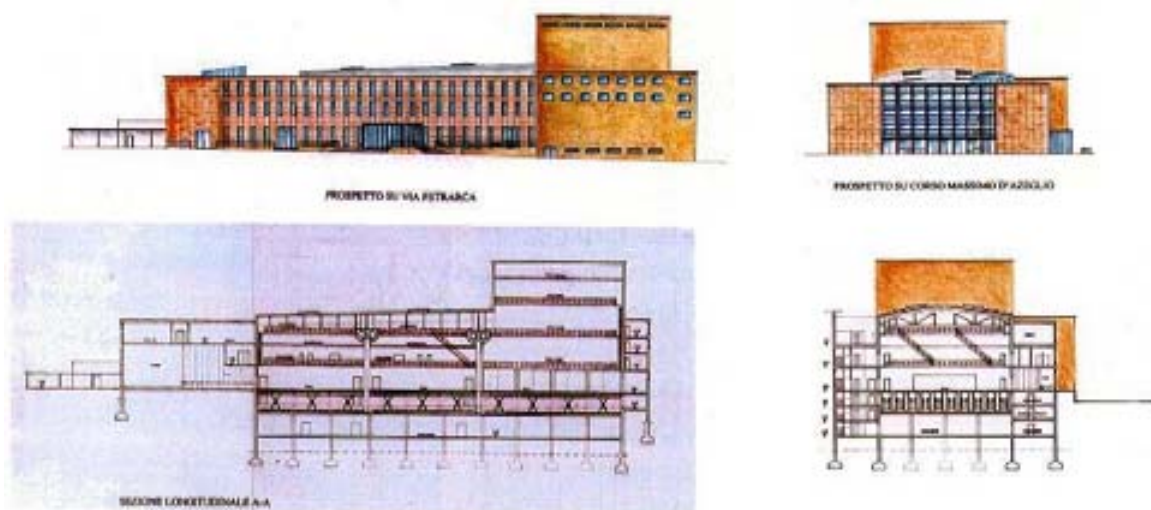 PROSPETTO SU VIA PETRARCA
PROSPETTO SU CORSO MASSIMO D'AZEGLIO
SEZIONE LONGITUDINALE A-A